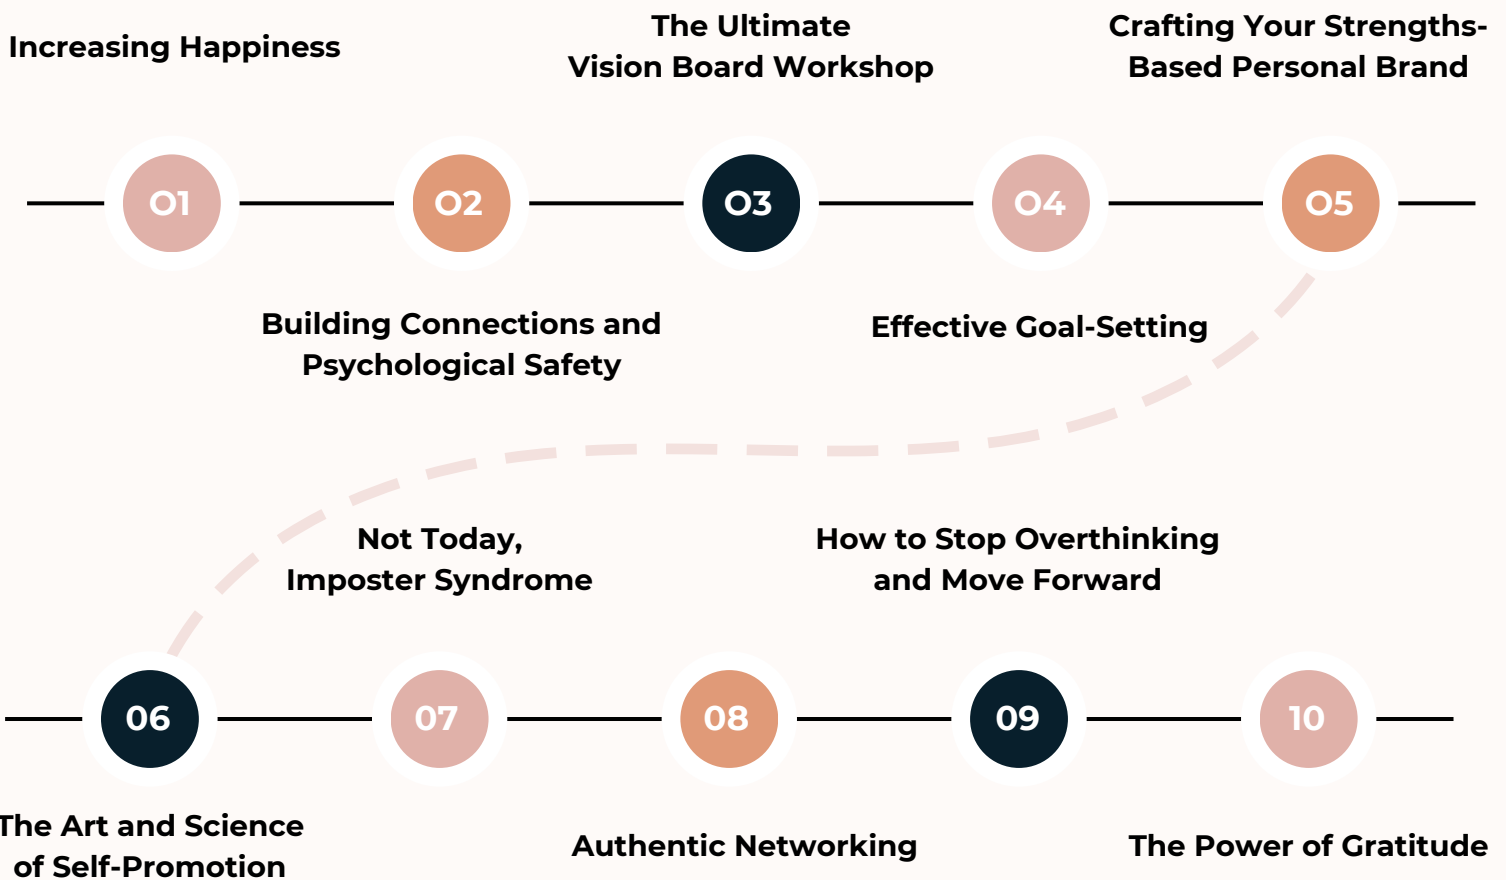 Increasing Happiness
The Ultimate
Vision Board Workshop
Crafting Your Strengths-
Based Personal Brand
01
02
03
04
05
Building Connections and
Psychological Safety
Effective Goal-Setting
Not Today,
Imposter Syndrome
How to Stop Overthinking
and Move Forward
06
07
08
09
10
The Art and Science
of Self-Promotion
Authentic Networking
The Power of Gratitude